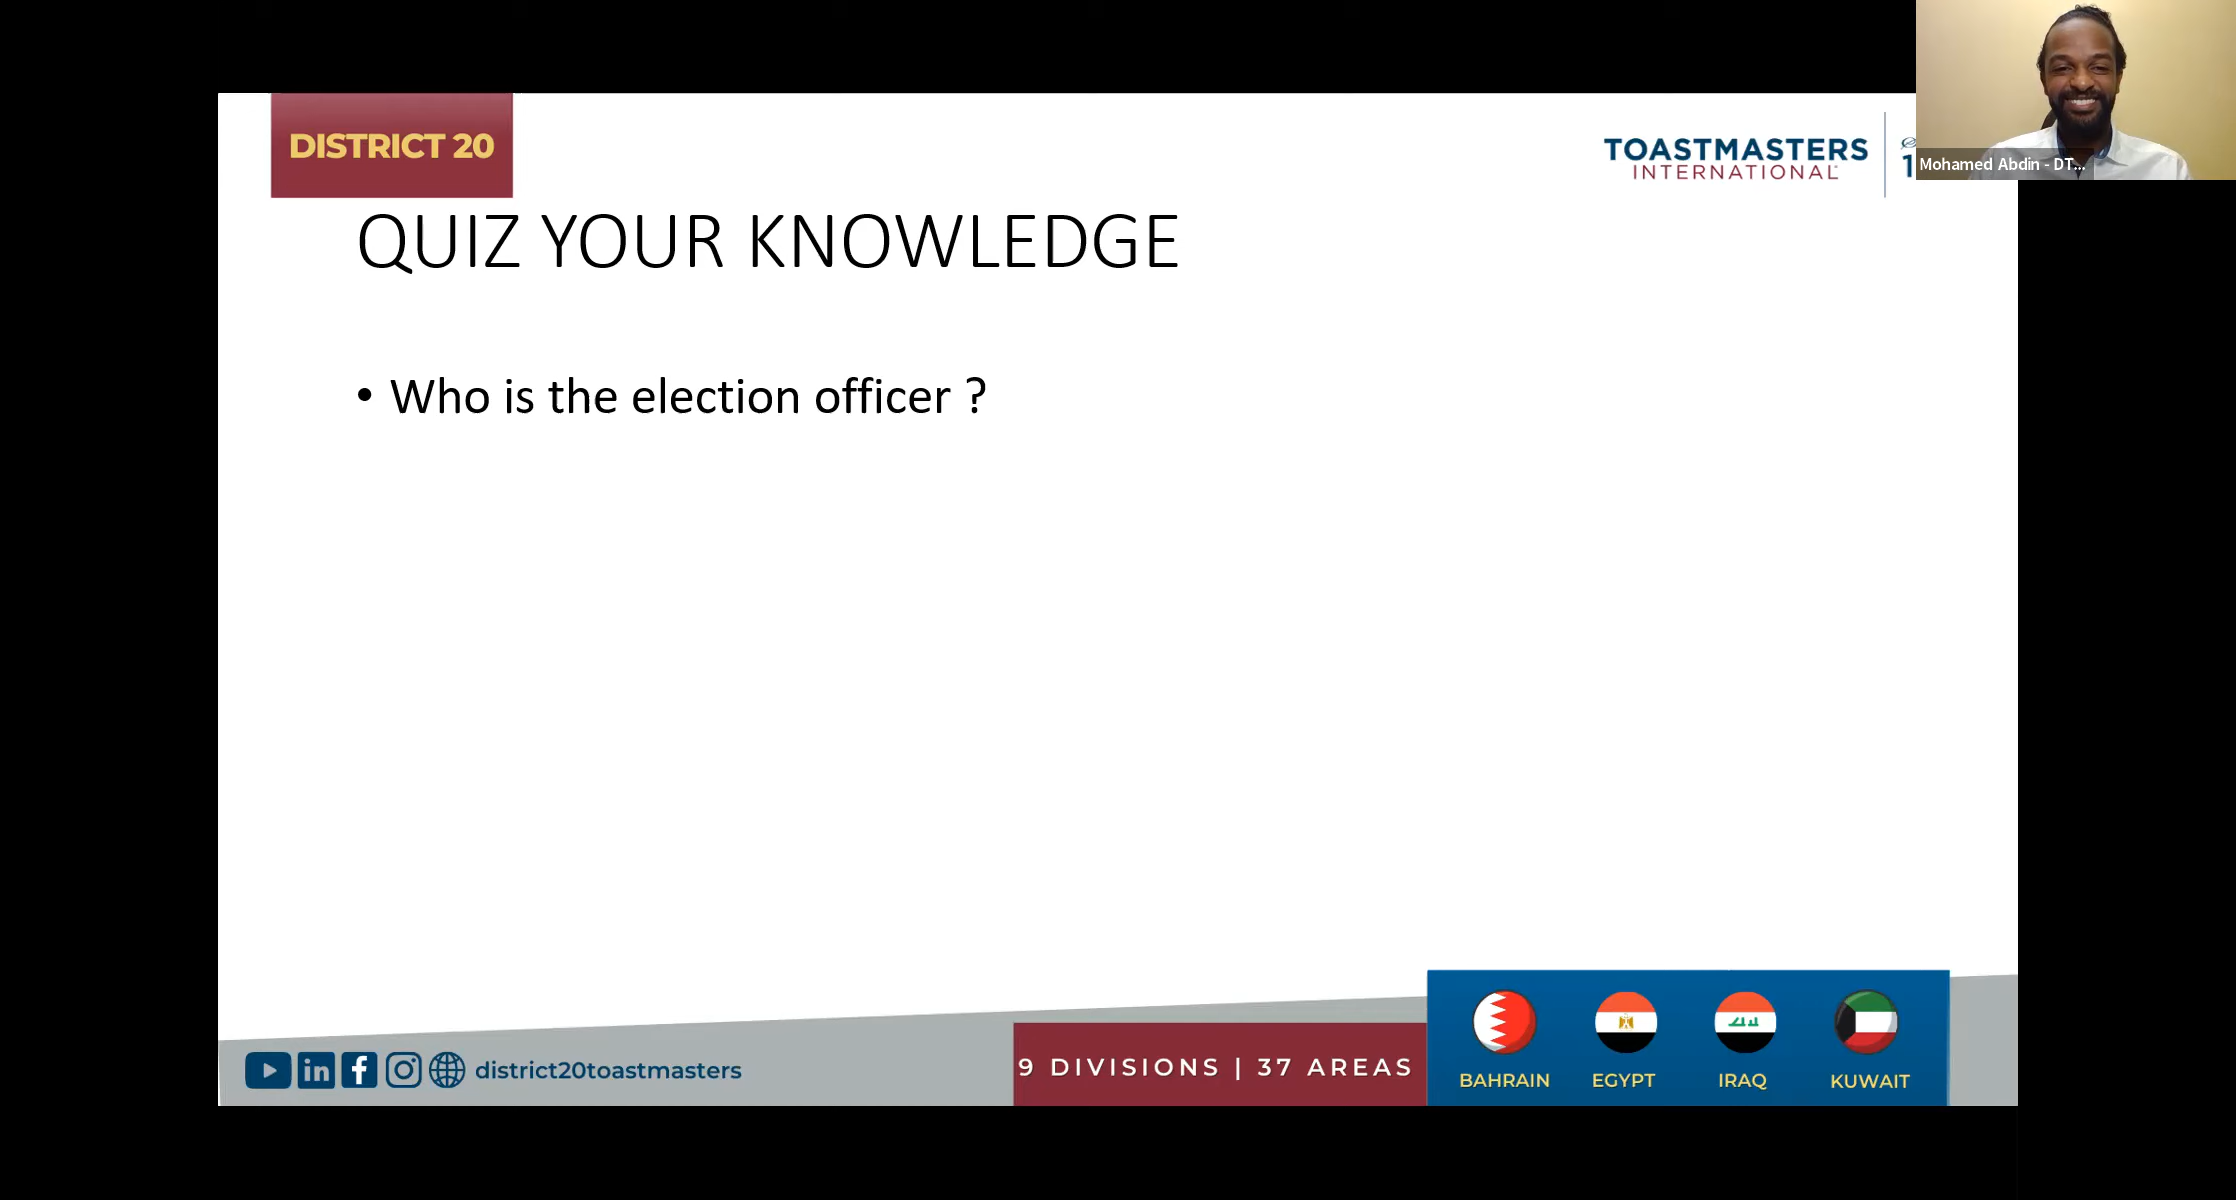 DISTRICT 20
TOASTMASTERS
INTERNATIONAL
Mohamed Abdin - DT...
QUIZ YOUR KNOWLEDGE
• Who is the election officer ?
district20toastmasters
9 DIVISIONS | 37 AREAS
BAHRAIN EGYPT IRAQ KUWAIT